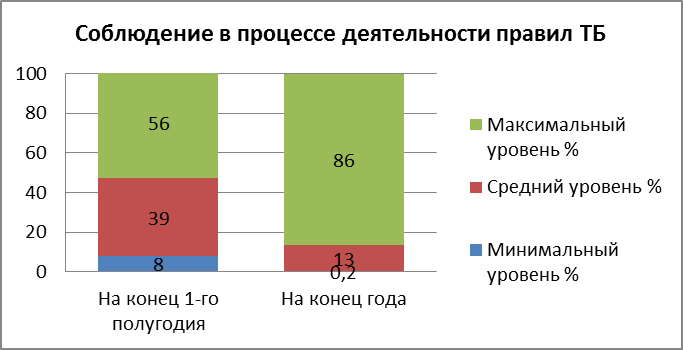 Соблюдение в процессе деятельности правил ТБ
100
80
60
40
20
0
56
39
8
86
13
0,2
На конец 1-го
полугодия
На конец года
Максимальный
уровень %
Средний уровень %
Минимальный
уровень %